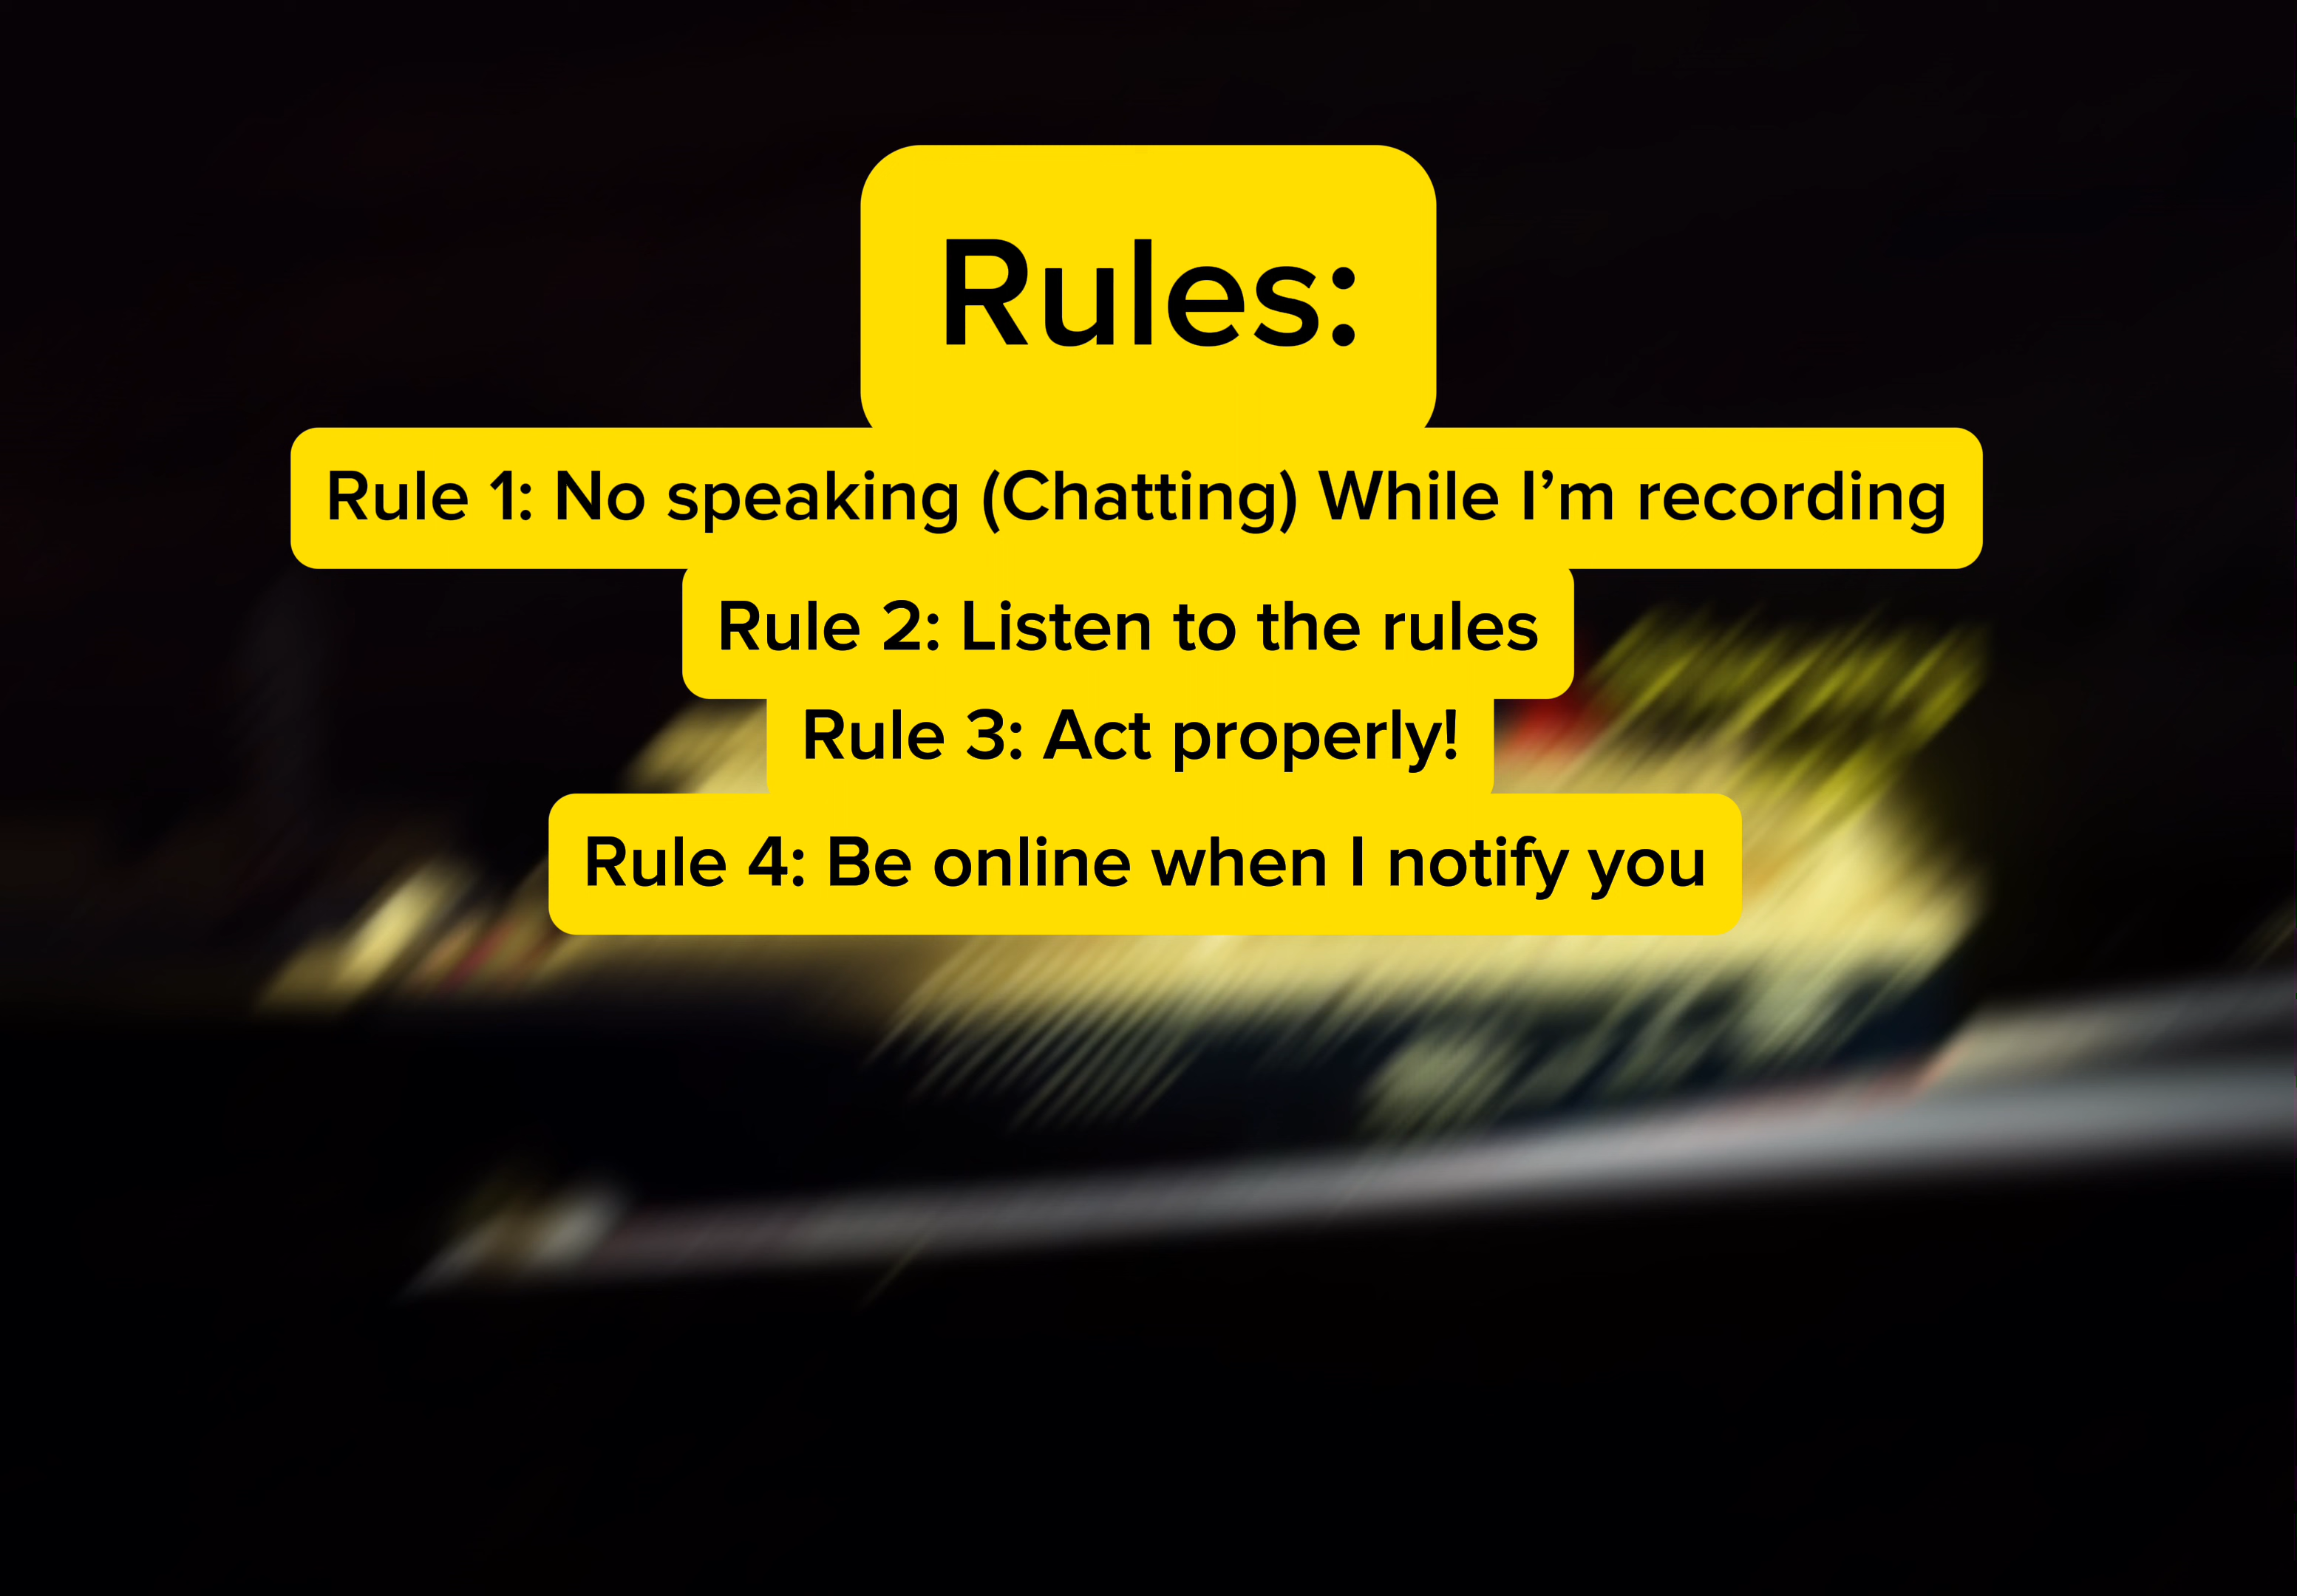 Rules:
Rule 1: No speaking (Chatting) While I’m recording
Rule 2: Listen to the rules
Rule 3: Act properly!
Rule 4: Be online when I notify you